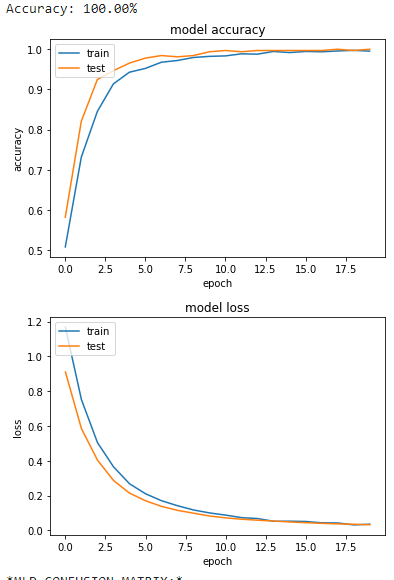 Accuracy: 100.00%
model accuracy
1.0
0.9
0.8
0.7
0.6
0.5
accuracy
train
test
0.0 2.5 5.0 7.5 10.0 12.5 15.0 17.5
epoch
model loss
1.2
1.0
0.8
0.6
0.4
0.2
0.0
loss
train
test
0.0 2.5 5.0 7.5 10.0 12.5 15.0 17.5
epoch
*MLP CONFUSION MATRIX:*